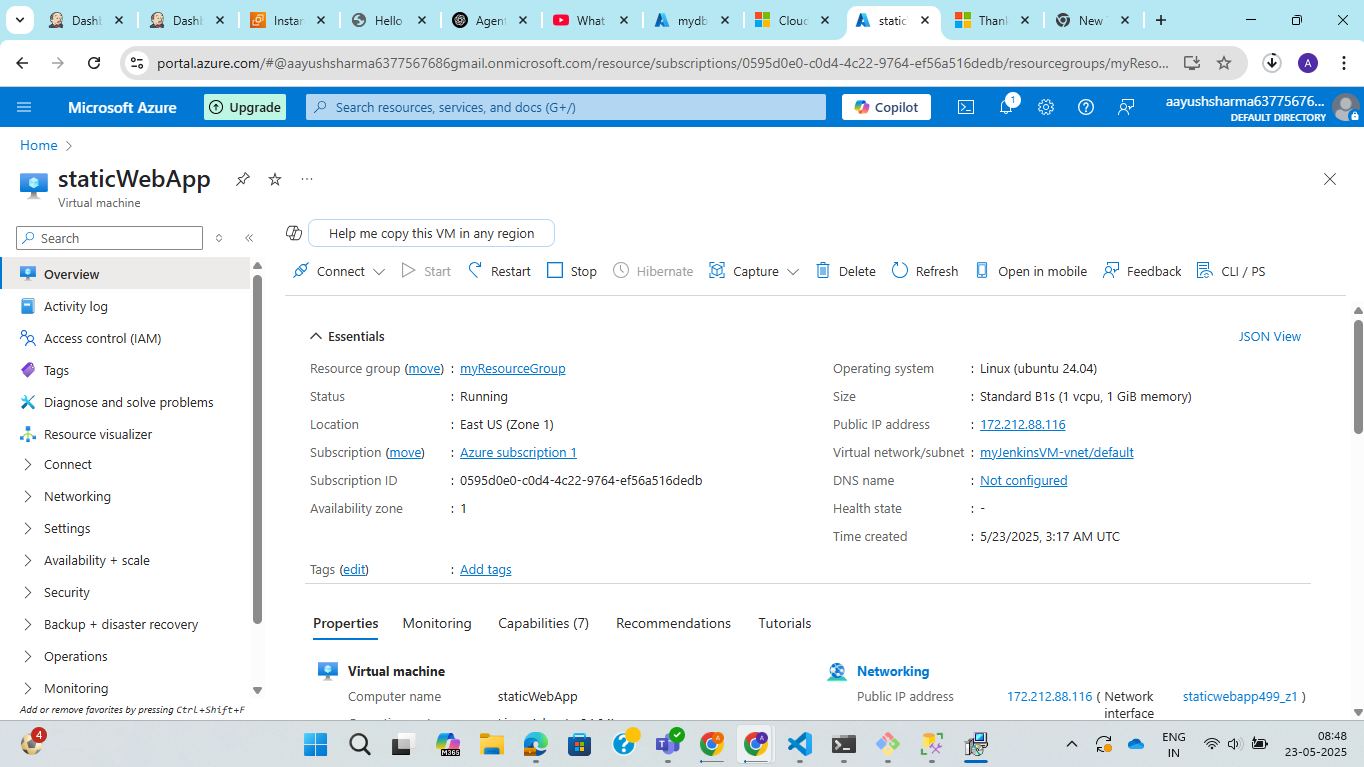 Dashb
Dashb
Instan
Hello
Agent
What
mydb
Cloud
static
Thank
New
portal.azure.com/#@aayushsharma6377567686gmail.onmicrosoft.com/resource/subscriptions/0595d0e0-c0d4-4c22-9764-ef56a516dedb/resourcegroups/myReso...
A
Microsoft Azure
Upgrade
Search resources, services, and docs (G+/)
Copilot
1
aayushsharma63775676...
DEFAULT DIRECTORY
Home
staticWebApp
Virtual machine
Search
Help me copy this VM in any region
Connect
Start
Restart
Stop
Hibernate
Capture
Delete
Refresh
Open in mobile
Feedback
CLI / PS
Overview
Activity log
Access control (IAM)
Tags
Diagnose and solve problems
Resource visualizer
Connect
Networking
Settings
Availability + scale
Security
Backup + disaster recovery
Operations
Monitoring
Add or remove favorites by pressing Ctrl+Shift+F
Essentials
JSON View
Resource group (move) : myResourceGroup
Status : Running
Location : East US (Zone 1)
Subscription (move) : Azure subscription 1
Subscription ID : 0595d0e0-c0d4-4c22-9764-ef56a516dedb
Availability zone : 1
Operating system : Linux (ubuntu 24.04)
Size : Standard B1s (1 vcpu, 1 GiB memory)
Public IP address : 172.212.88.116
Virtual network/subnet : myJenkinsVM-vnet/default
DNS name : Not configured
Health state : -
Time created : 5/23/2025, 3:17 AM UTC
Tags (edit) : Add tags
Properties
Monitoring
Capabilities (7)
Recommendations
Tutorials
Virtual machine
Computer name staticWebApp
Networking
Public IP address 172.212.88.116 ( Network interface staticwebapp499_z1 )
4
M365
ENG
IN
08:48
23-05-2025